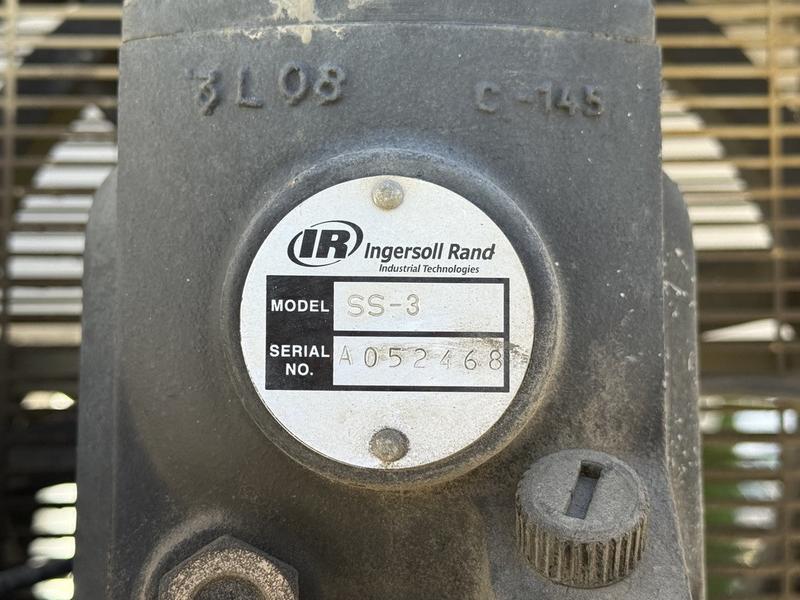 3L08 C-145
IR Ingersoll Rand
Industrial Technologies
MODEL SS-3
SERIAL NO. A052468